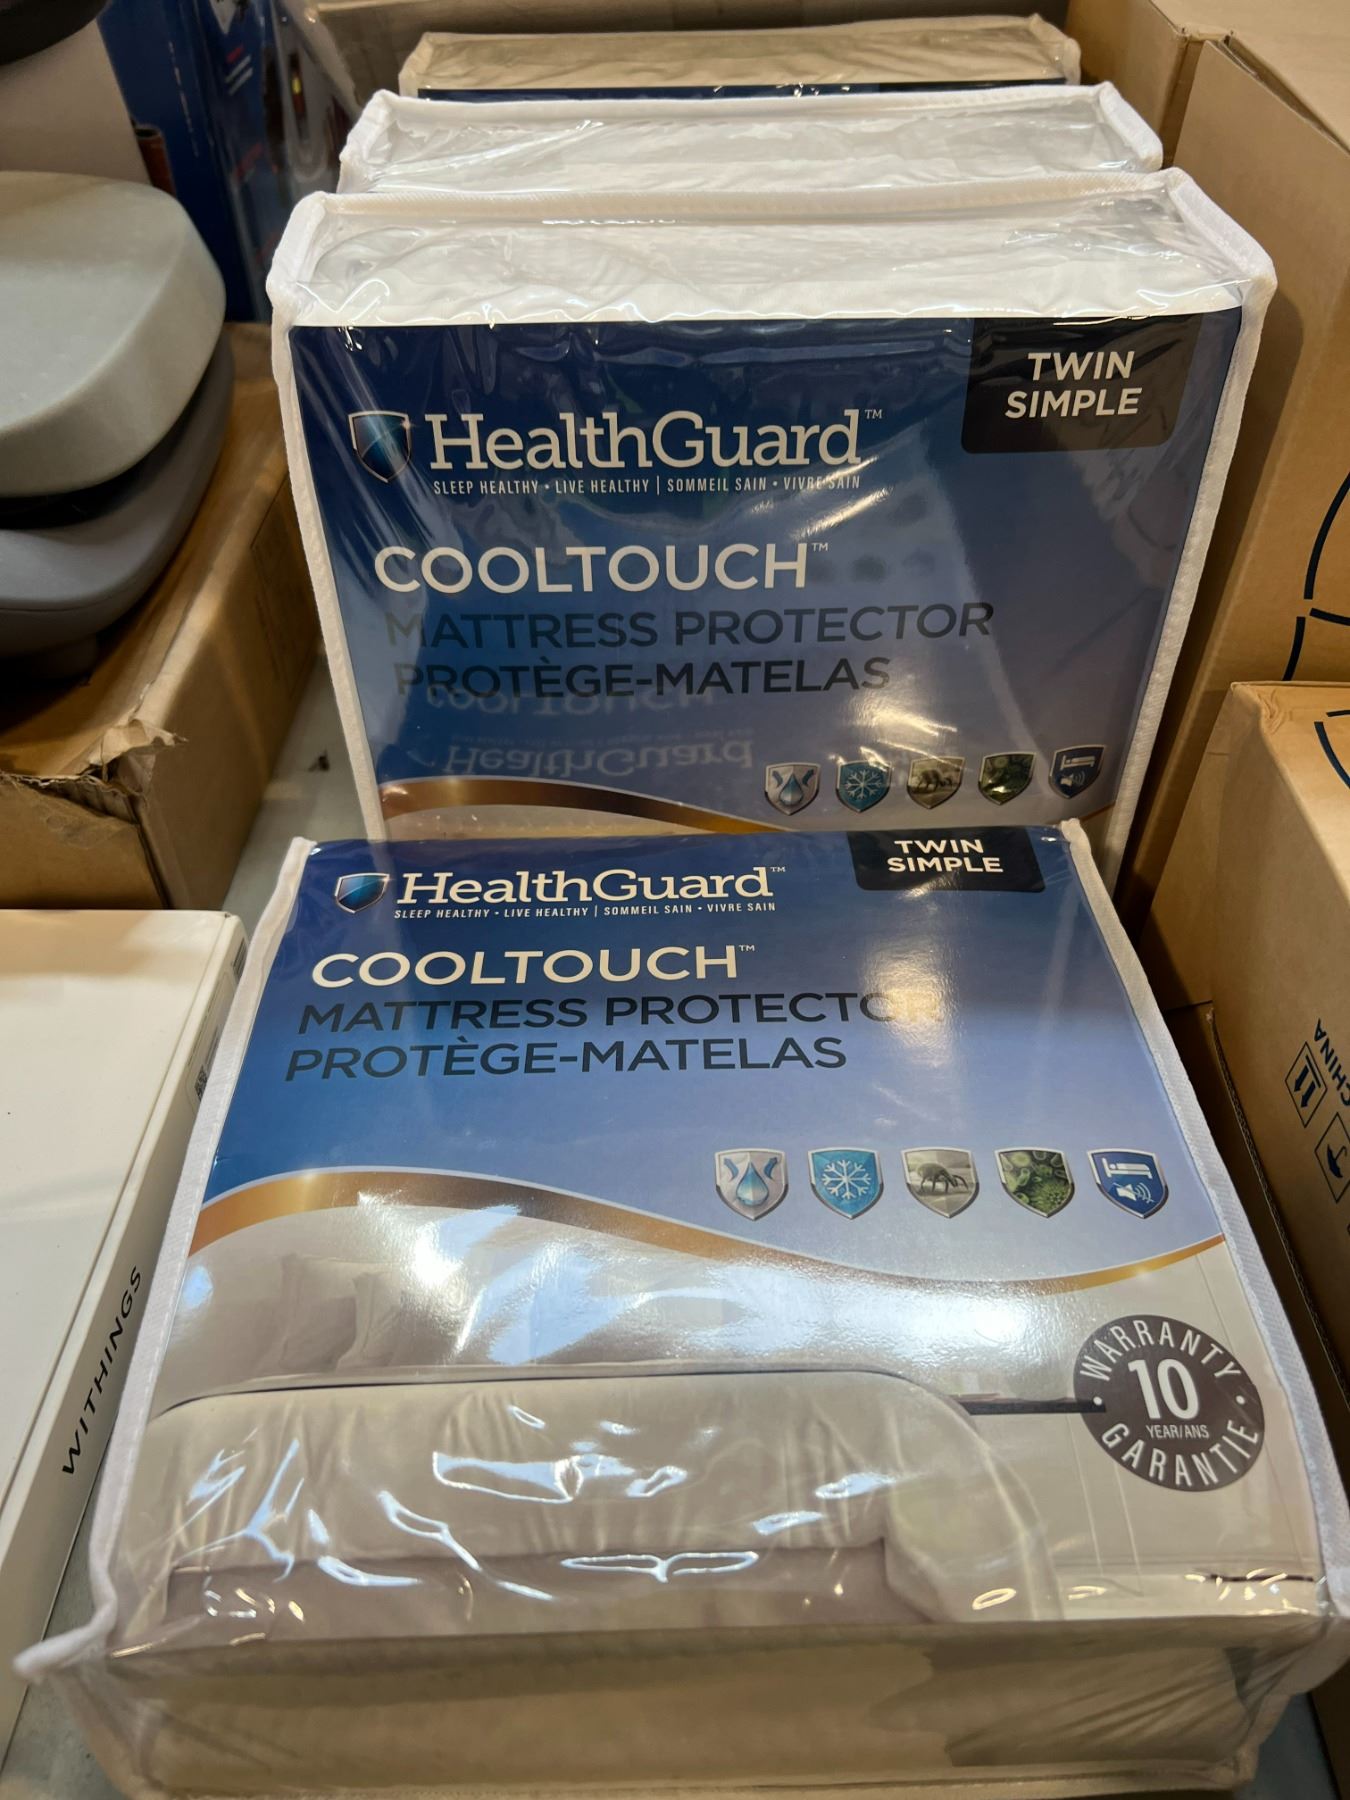 TWIN
SIMPLE
HealthGuard™
SLEEP HEALTHY • LIVE HEALTHY | SOMMEIL SAIN • VIVRE SAIN
COOLTOUCH™
MATTRESS PROTECTOR
PROTÈGE-MATELAS
COOLTOUCH
HealthGuard
TWIN
SIMPLE
HealthGuard™
SLEEP HEALTHY • LIVE HEALTHY | SOMMEIL SAIN • VIVRE SAIN
COOLTOUCH™
MATTRESS PROTECTOR
PROTÈGE-MATELAS
WARRANTY
10
YEAR/ANS
GARANTIE
WITHINGS
CHINA